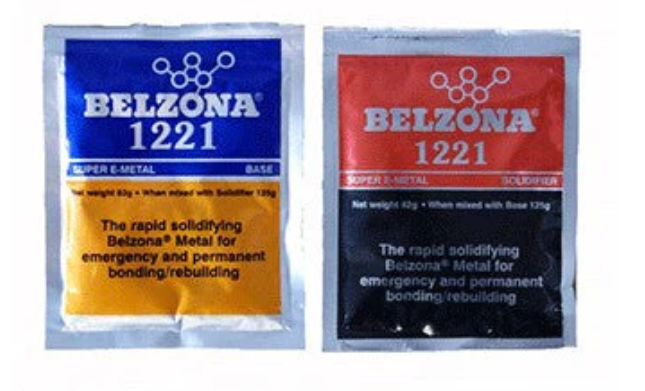 BELZONA®
1221
SUPER E-METAL BASE
Net weight 83g • When mixed with Solidifier 125g
The rapid solidifying
Belzona® Metal for
emergency and permanent
bonding/rebuilding
BELZONA®
1221
SUPER E-METAL SOLIDIFIER
Net weight 42g • When mixed with Base 125g
The rapid solidifying
Belzona® Metal for
emergency and permanent
bonding/rebuilding